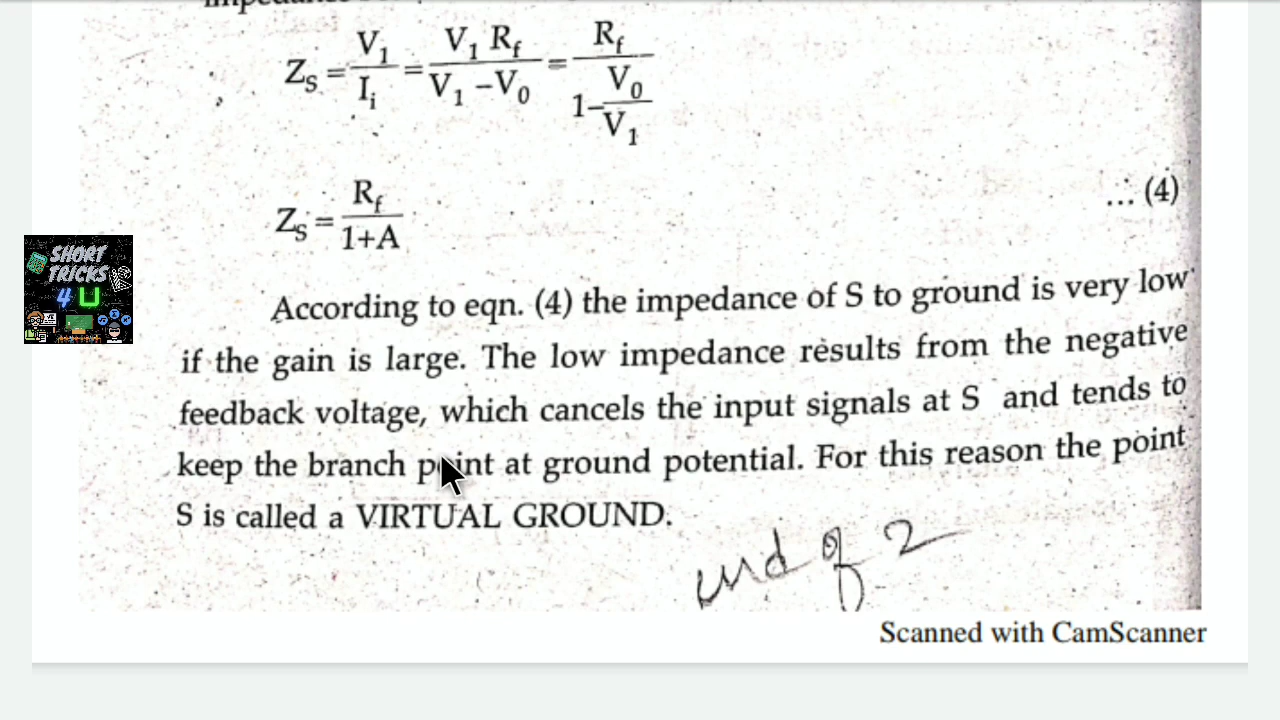 Z_S = V_1 / I_i = V_1 R_f / (V_1 – V_0) = R_f / (1 – V_0 / V_1)
Z_S = R_f / (1+A) ... (4)
SHORT
TRICKS
4 U
According to eqn. (4) the impedance of S to ground is very low
if the gain is large. The low impedance results from the negative
feedback voltage, which cancels the input signals at S and tends to
keep the branch point at ground potential. For this reason the point
S is called a VIRTUAL GROUND.
end of 2
Scanned with CamScanner